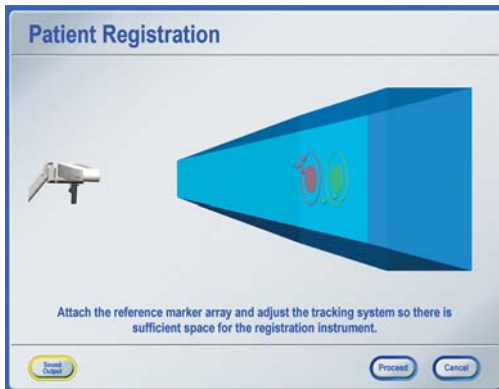 Patient Registration
Attach the reference marker array and adjust the tracking system so there is
sufficient space for the registration instrument.
Sound
Output
Proceed
Cancel